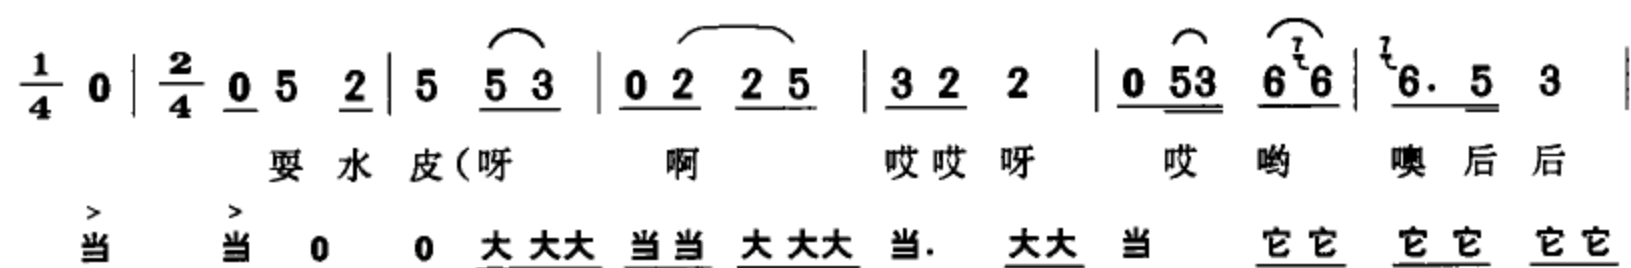 1/4 0 | 2/4 0 5 2 | 5 5 3 | 0 2 2 5 | 3 2 2 | 0 53 6 7 6 | 7 6. 5 3 |
耍 水 皮(呀 啊 哎 哎 呀 哎 哟 噢 后 后
> >
当 当 0 0 大 大大 当 当 大 大大 当. 大大 当 它 它 它 它 它 它